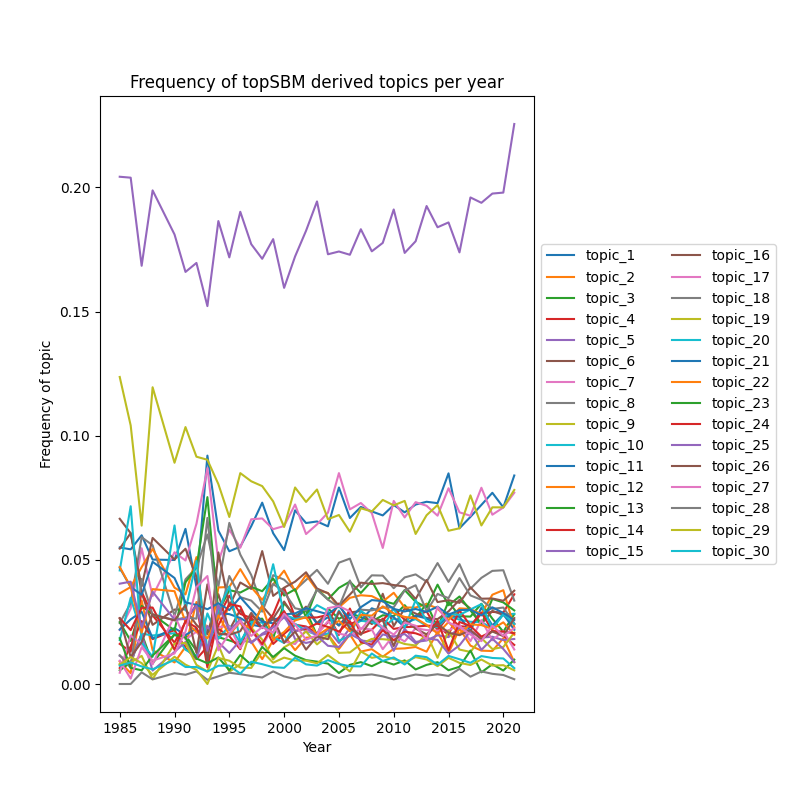 Frequency of topSBM derived topics per year
Frequency of topic
0.20
0.15
0.10
0.05
0.00
1985 1990 1995 2000 2005 2010 2015 2020
Year
topic_1 topic_16
topic_2 topic_17
topic_3 topic_18
topic_4 topic_19
topic_5 topic_20
topic_6 topic_21
topic_7 topic_22
topic_8 topic_23
topic_9 topic_24
topic_10 topic_25
topic_11 topic_26
topic_12 topic_27
topic_13 topic_28
topic_14 topic_29
topic_15 topic_30